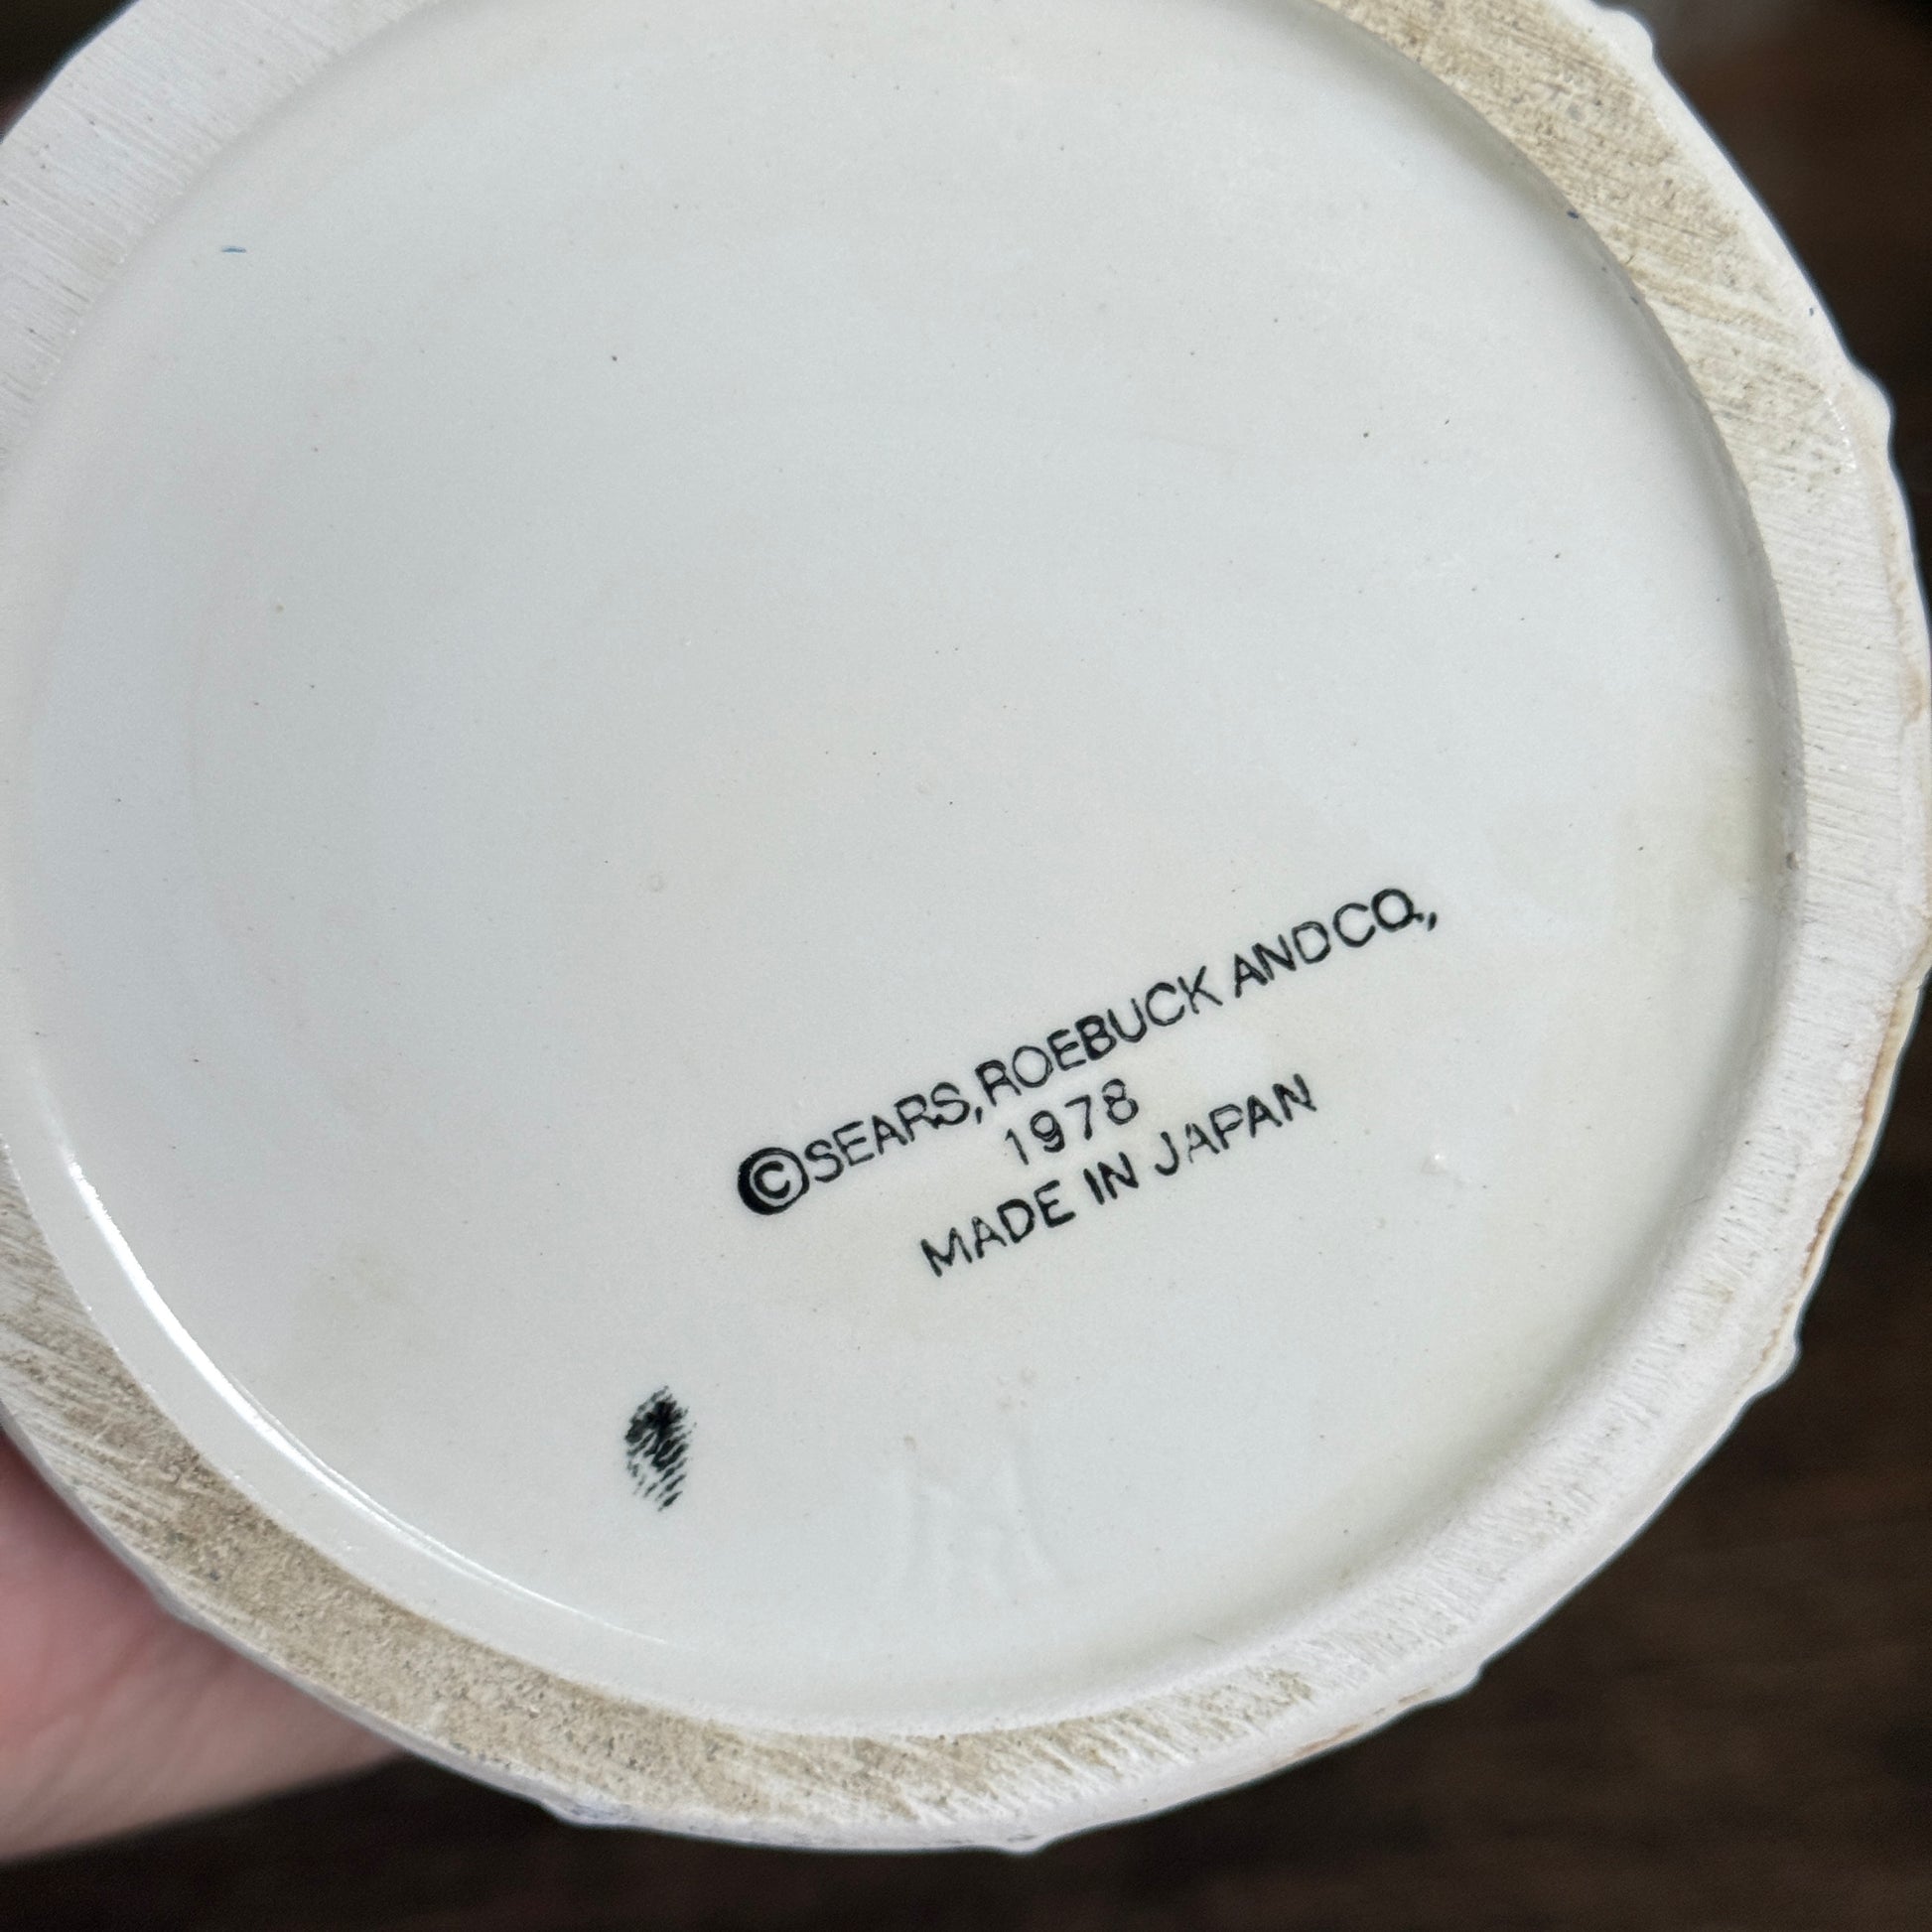 ©SEARS, ROEBUCK AND CO.,
1978
MADE IN JAPAN